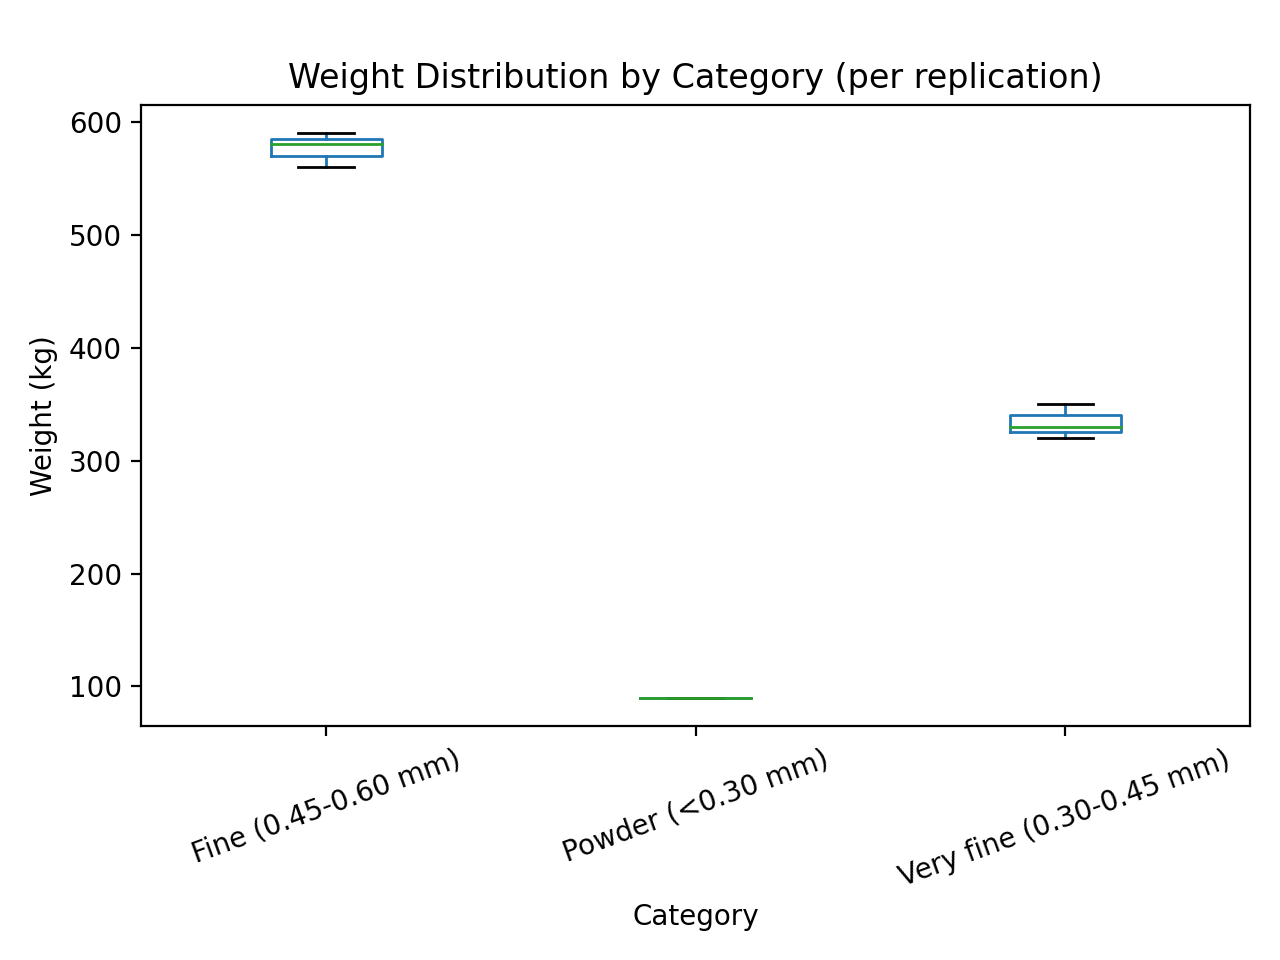 Weight Distribution by Category (per replication)
600
500
400
300
200
100
Weight (kg)
Fine (0.45-0.60 mm)
Powder (<0.30 mm)
Very fine (0.30-0.45 mm)
Category